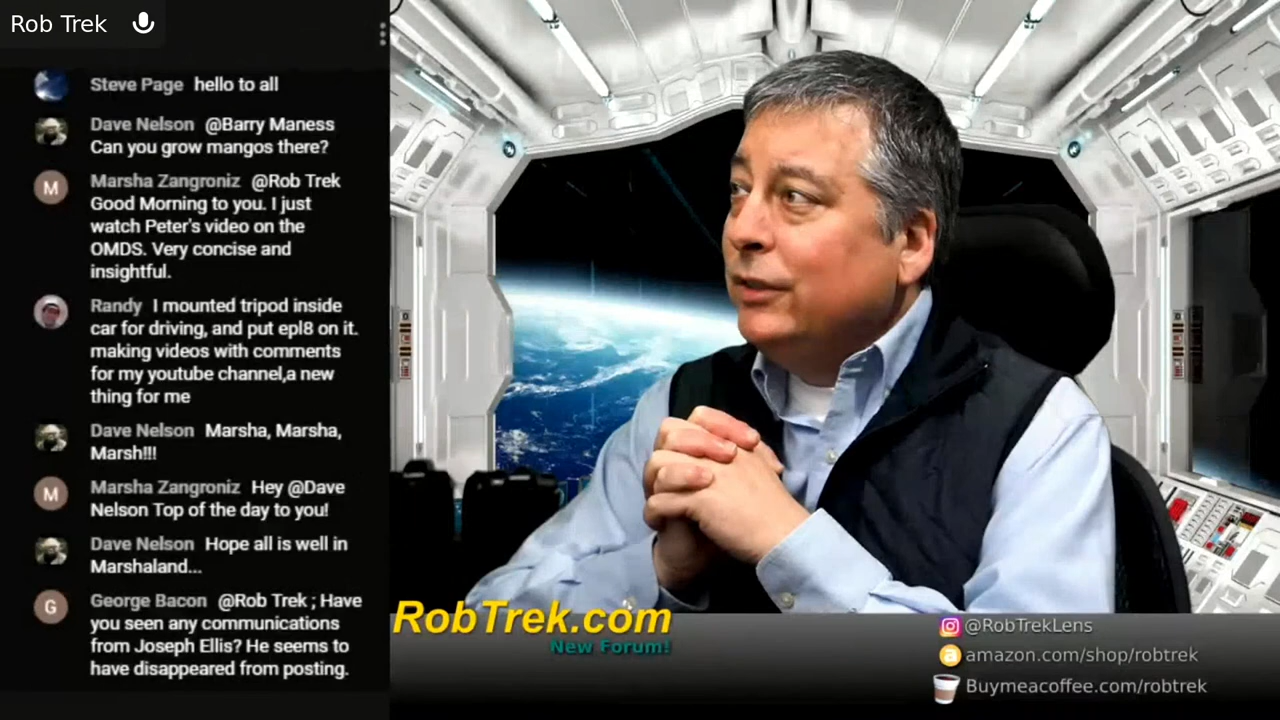 Rob Trek
Steve Page hello to all
Dave Nelson @Barry Maness
Can you grow mangos there?
M
Marsha Zangroniz @Rob Trek
Good Morning to you. I just
watch Peter's video on the
OMDS. Very concise and
insightful.
Randy I mounted tripod inside
car for driving, and put epl8 on it.
making videos with comments
for my youtube channel,a new
thing for me
Dave Nelson Marsha, Marsha,
Marsh!!!
M
Marsha Zangroniz Hey @Dave
Nelson Top of the day to you!
Dave Nelson Hope all is well in
Marshaland...
G
George Bacon @Rob Trek ; Have
you seen any communications
from Joseph Ellis? He seems to
have disappeared from posting.
RobTrek.com
New Forum!
@RobTrekLens
a
amazon.com/shop/robtrek
Buymeacoffee.com/robtrek